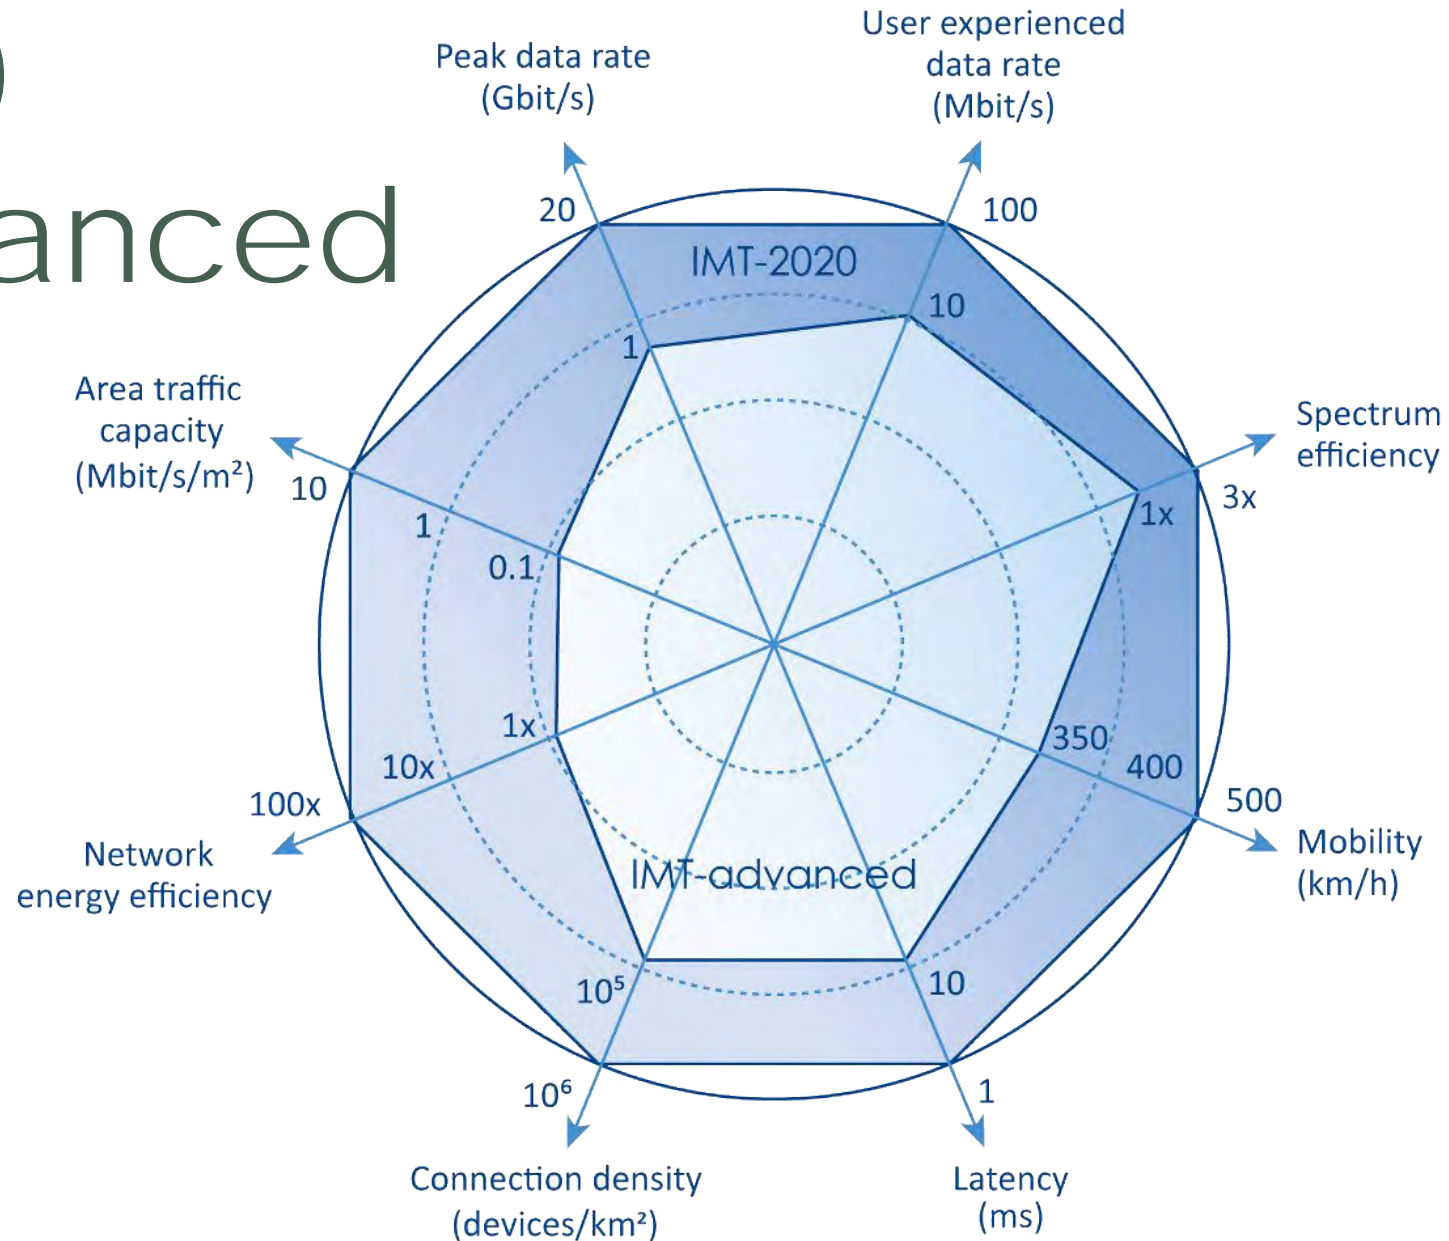 anced
User experienced
data rate
(Mbit/s)
Peak data rate
(Gbit/s)
20
100
IMT-2020
10
1
Area traffic
capacity
(Mbit/s/m²)
10
1
0.1
Spectrum
efficiency
3x
1x
1x
10x
100x
350
400
500
Network
energy efficiency
Mobility
(km/h)
IMT-advanced
10⁵
10
10⁶
1
Connection density
(devices/km²)
Latency
(ms)